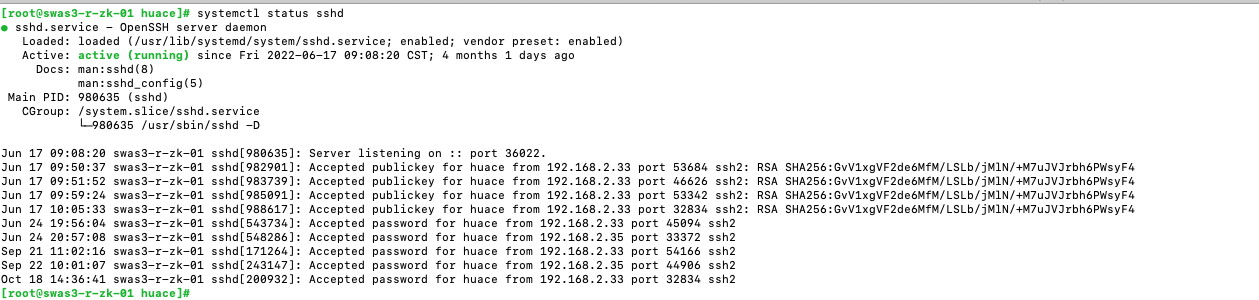 [root@swas3-r-zk-01 huace]# systemctl status sshd
● sshd.service - OpenSSH server daemon
   Loaded: loaded (/usr/lib/systemd/system/sshd.service; enabled; vendor preset: enabled)
   Active: active (running) since Fri 2022-06-17 09:08:20 CST; 4 months 1 days ago
     Docs: man:sshd(8)
           man:sshd_config(5)
 Main PID: 980635 (sshd)
   CGroup: /system.slice/sshd.service
           └─980635 /usr/sbin/sshd -D
Jun 17 09:08:20 swas3-r-zk-01 sshd[980635]: Server listening on :: port 36022.
Jun 17 09:50:37 swas3-r-zk-01 sshd[982901]: Accepted publickey for huace from 192.168.2.33 port 53684 ssh2: RSA SHA256:GvV1xgVF2de6MfM/LSLb/jMlN/+M7uJVJrbh6PWsyF4
Jun 17 09:51:52 swas3-r-zk-01 sshd[983739]: Accepted publickey for huace from 192.168.2.33 port 46626 ssh2: RSA SHA256:GvV1xgVF2de6MfM/LSLb/jMlN/+M7uJVJrbh6PWsyF4
Jun 17 09:59:24 swas3-r-zk-01 sshd[985091]: Accepted publickey for huace from 192.168.2.33 port 53342 ssh2: RSA SHA256:GvV1xgVF2de6MfM/LSLb/jMlN/+M7uJVJrbh6PWsyF4
Jun 17 10:05:33 swas3-r-zk-01 sshd[988617]: Accepted publickey for huace from 192.168.2.33 port 32834 ssh2: RSA SHA256:GvV1xgVF2de6MfM/LSLb/jMlN/+M7uJVJrbh6PWsyF4
Jun 24 19:56:04 swas3-r-zk-01 sshd[543734]: Accepted password for huace from 192.168.2.33 port 45094 ssh2
Jun 24 20:57:08 swas3-r-zk-01 sshd[548286]: Accepted password for huace from 192.168.2.35 port 33372 ssh2
Sep 21 11:02:16 swas3-r-zk-01 sshd[171264]: Accepted password for huace from 192.168.2.33 port 54166 ssh2
Sep 22 10:01:07 swas3-r-zk-01 sshd[243147]: Accepted password for huace from 192.168.2.35 port 44906 ssh2
Oct 18 14:36:41 swas3-r-zk-01 sshd[200932]: Accepted password for huace from 192.168.2.33 port 32834 ssh2
[root@swas3-r-zk-01 huace]#